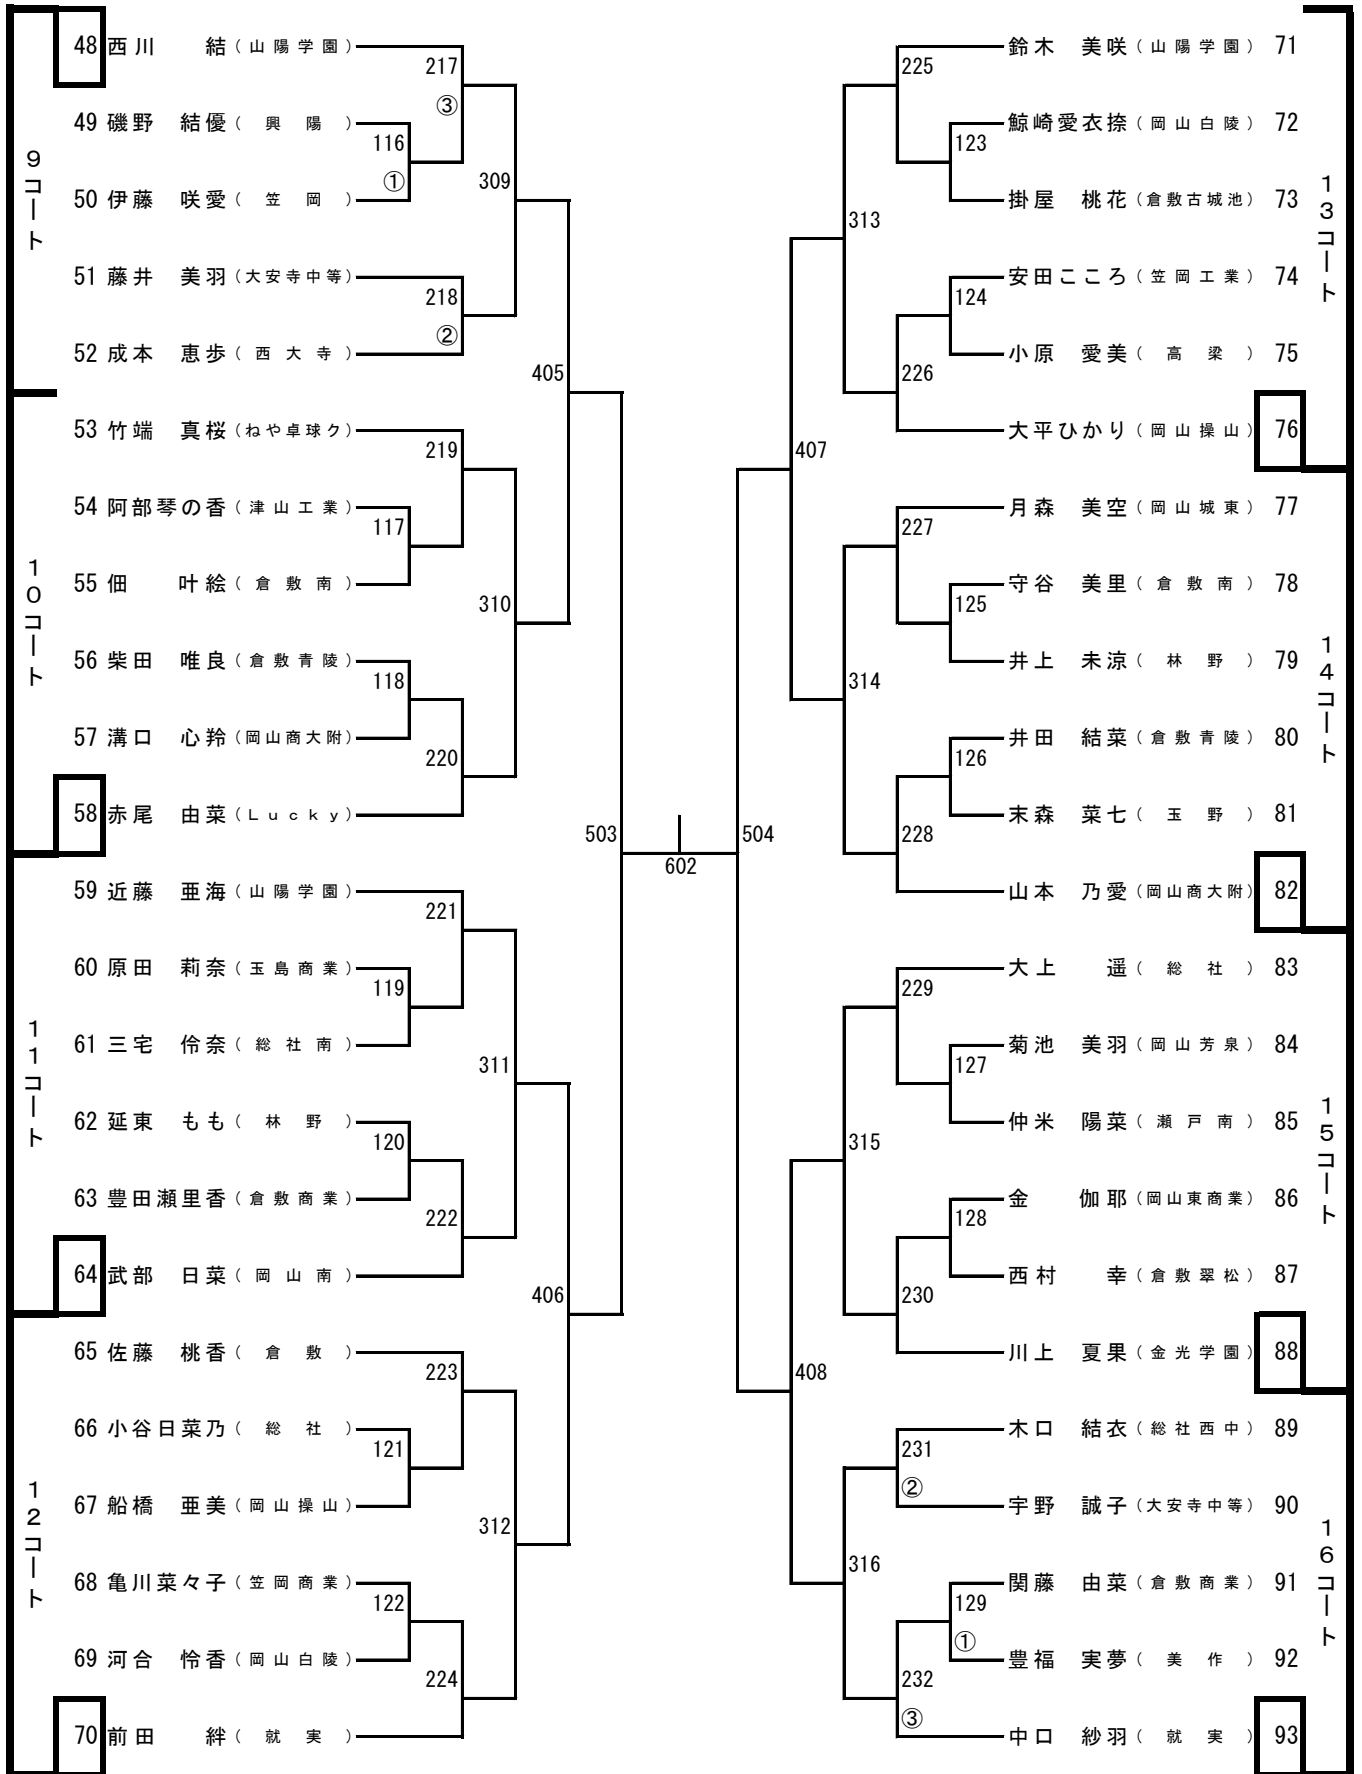 9コート
48 西川 結 (山陽学園)
49 磯野 結優 (興陽)
50 伊藤 咲愛 (笠岡)
51 藤井 美羽 (大安寺中等)
52 成本 恵歩 (西大寺)
10コート
53 竹端 真桜 (ねや卓球ク)
54 阿部琴の香 (津山工業)
55 佃 叶絵 (倉敷南)
56 柴田 唯良 (倉敷青陵)
57 溝口 心羚 (岡山商大附)
58 赤尾 由菜 (Lucky)
11コート
59 近藤 亜海 (山陽学園)
60 原田 莉奈 (玉島商業)
61 三宅 伶奈 (総社南)
62 延東 もも (林野)
63 豊田瀬里香 (倉敷商業)
64 武部 日菜 (岡山南)
12コート
65 佐藤 桃香 (倉敷)
66 小谷日菜乃 (総社)
67 船橋 亜美 (岡山操山)
68 亀川菜々子 (笠岡商業)
69 河合 怜香 (岡山白陵)
70 前田 絆 (就実)
217
③
116
①
218
②
219
117
118
220
221
119
120
222
223
121
122
224
309
310
311
312
405
406
503
602
504
407
408
313
314
315
316
225
123
124
226
227
125
126
228
229
127
128
230
231
②
129
①
232
③
鈴木 美咲 (山陽学園) 71
鯨崎愛衣捺 (岡山白陵) 72
掛屋 桃花 (倉敷古城池) 73
安田こころ (笠岡工業) 74
小原 愛美 (高梁) 75
大平ひかり (岡山操山) 76
13コート
月森 美空 (岡山城東) 77
守谷 美里 (倉敷南) 78
井上 未涼 (林野) 79
井田 結菜 (倉敷青陵) 80
末森 菜七 (玉野) 81
山本 乃愛 (岡山商大附) 82
14コート
大上 遥 (総社) 83
菊池 美羽 (岡山芳泉) 84
仲米 陽菜 (瀬戸南) 85
金 伽耶 (岡山東商業) 86
西村 幸 (倉敷翠松) 87
川上 夏果 (金光学園) 88
15コート
木口 結衣 (総社西中) 89
宇野 誠子 (大安寺中等) 90
関藤 由菜 (倉敷商業) 91
豊福 実夢 (美作) 92
中口 紗羽 (就実) 93
16コート